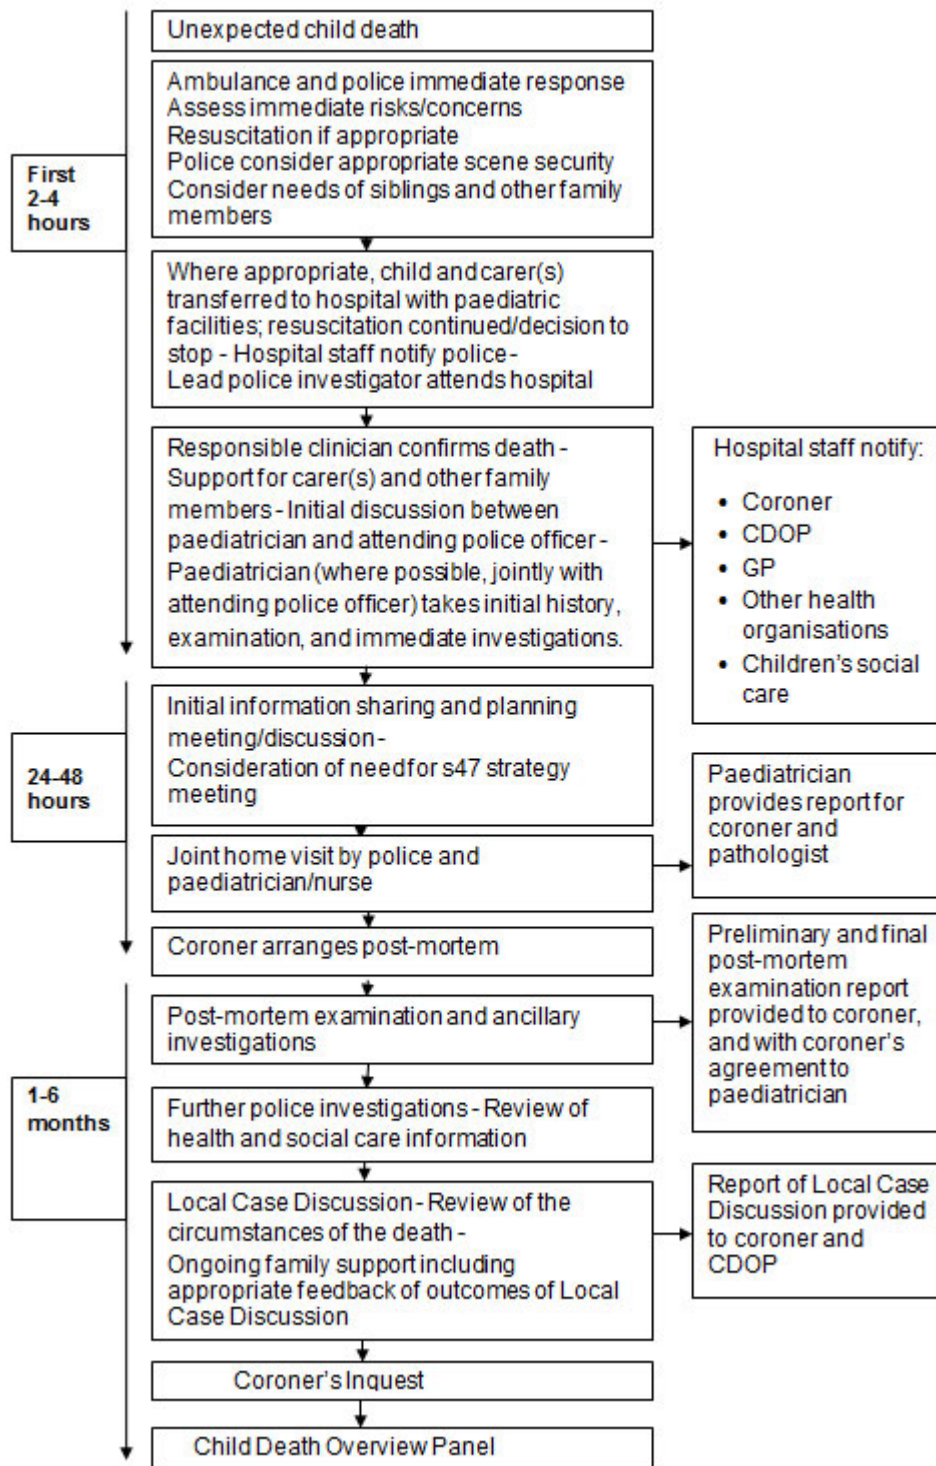 Unexpected child death
Ambulance and police immediate response
Assess immediate risks/concerns
Resuscitation if appropriate
Police consider appropriate scene security
Consider needs of siblings and other family
members
First
2-4
hours
Where appropriate, child and carer(s)
transferred to hospital with paediatric
facilities; resuscitation continued/decision to
stop - Hospital staff notify police -
Lead police investigator attends hospital
Responsible clinician confirms death -
Support for carer(s) and other family
members - Initial discussion between
paediatrician and attending police officer -
Paediatrician (where possible, jointly with
attending police officer) takes initial history,
examination, and immediate investigations.
Hospital staff notify:
• Coroner
• CDOP
• GP
• Other health
organisations
• Children's social
care
24-48
hours
Initial information sharing and planning
meeting/discussion-
Consideration of need for s47 strategy
meeting
Joint home visit by police and
paediatrician/nurse
Paediatrician
provides report for
coroner and
pathologist
Coroner arranges post-mortem
1-6
months
Post-mortem examination and ancillary
investigations
Preliminary and final
post-mortem
examination report
provided to coroner,
and with coroner's
agreement to
paediatrician
Further police investigations - Review of
health and social care information
Local Case Discussion - Review of the
circumstances of the death -
Ongoing family support including
appropriate feedback of outcomes of Local
Case Discussion
Report of Local Case
Discussion provided
to coroner and
CDOP
Coroner's Inquest
Child Death Overview Panel